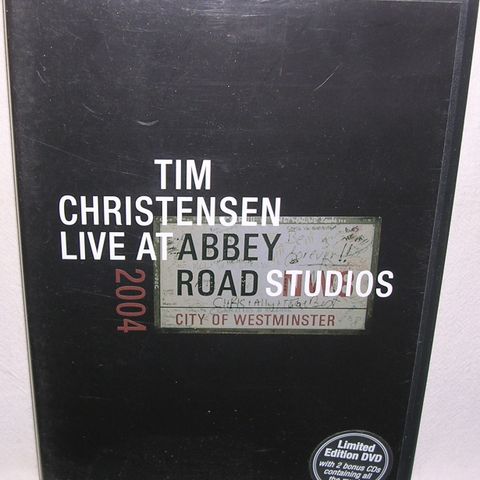 TIM
CHRISTENSEN
LIVE AT ABBEY
ROAD STUDIOS
2004
CITY OF WESTMINSTER
Limited
Edition DVD
with 2 bonus CDs
containing all